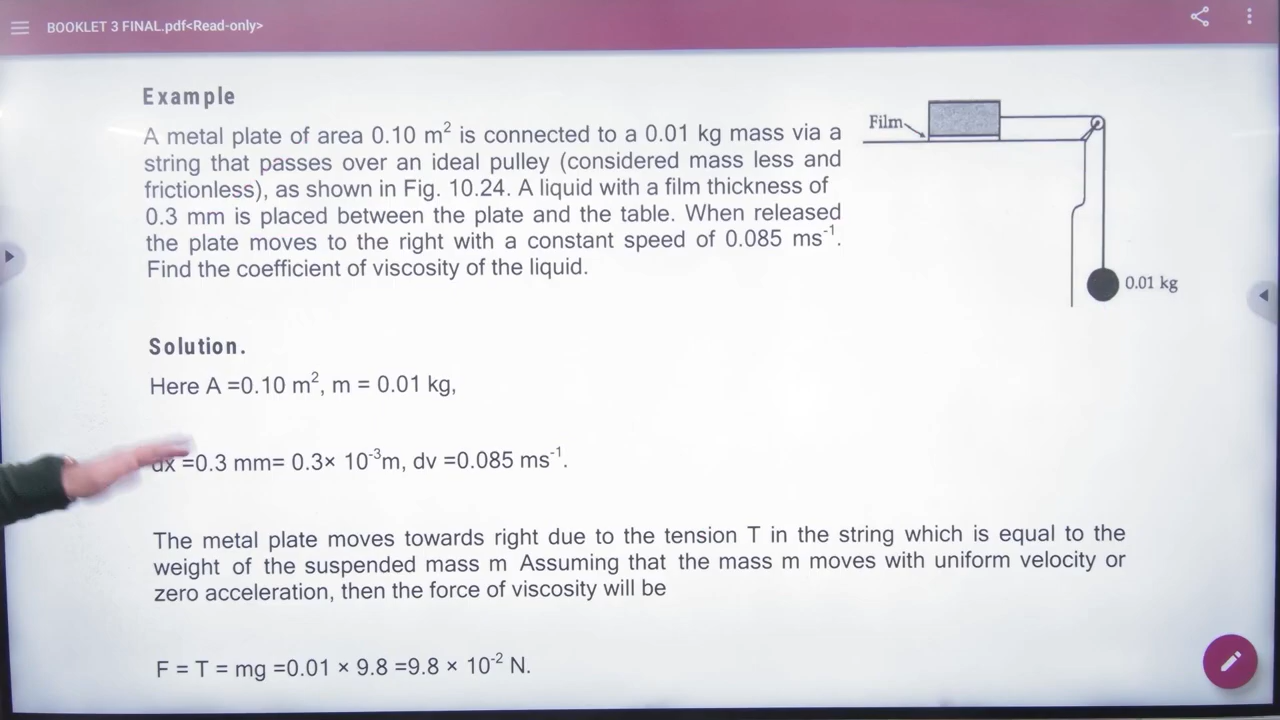 BOOKLET 3 FINAL.pdf<Read-only>
Example
A metal plate of area 0.10 m² is connected to a 0.01 kg mass via a
string that passes over an ideal pulley (considered mass less and
frictionless), as shown in Fig. 10.24. A liquid with a film thickness of
0.3 mm is placed between the plate and the table. When released
the plate moves to the right with a constant speed of 0.085 ms⁻¹.
Find the coefficient of viscosity of the liquid.
Film
0.01 kg
Solution.
Here A =0.10 m², m = 0.01 kg,
dx =0.3 mm= 0.3× 10⁻³m, dv =0.085 ms⁻¹.
The metal plate moves towards right due to the tension T in the string which is equal to the
weight of the suspended mass m Assuming that the mass m moves with uniform velocity or
zero acceleration, then the force of viscosity will be
F = T = mg =0.01 × 9.8 =9.8 × 10⁻² N.